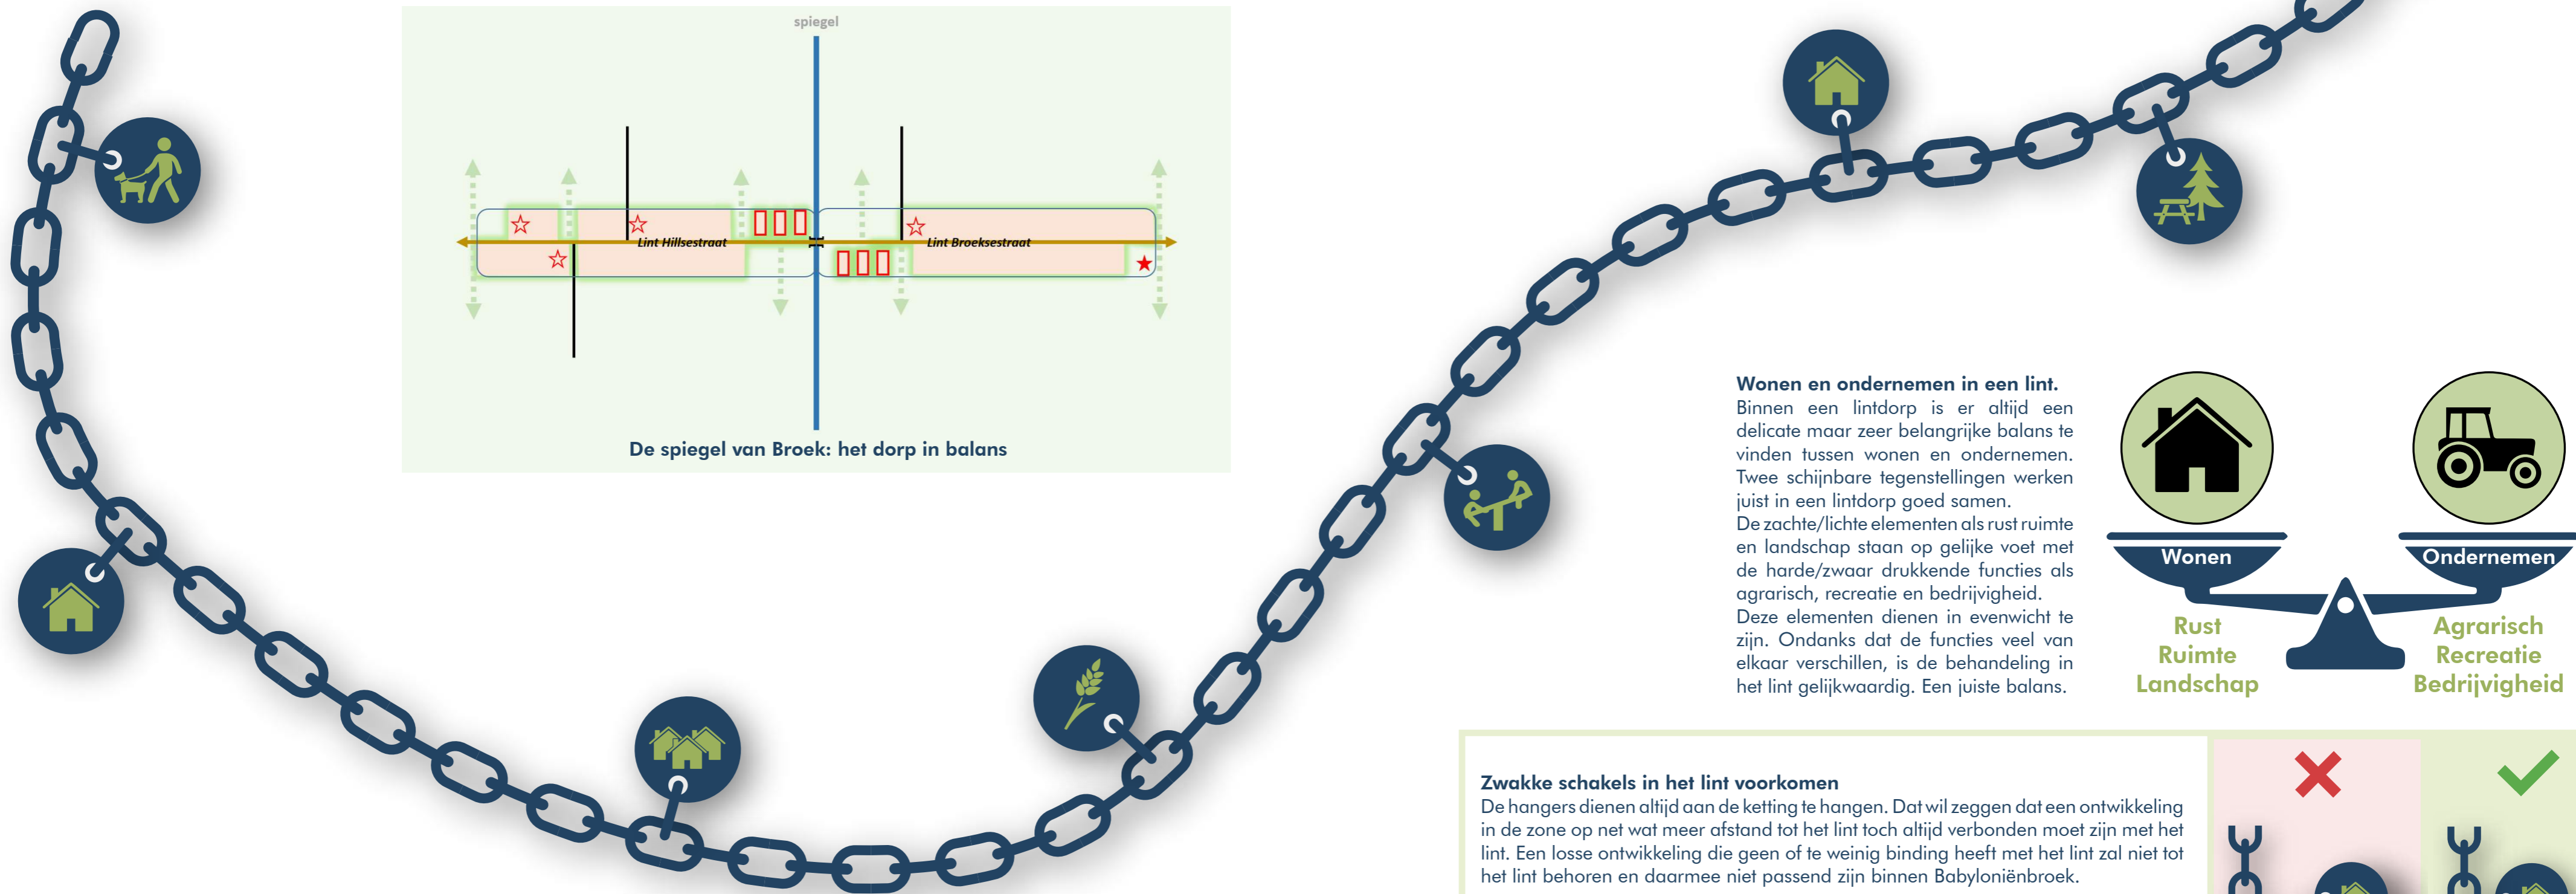 spiegel
Lint Hillsestraat
Lint Broeksestraat
De spiegel van Broek: het dorp in balans
Wonen en ondernemen in een lint.
Binnen een lintdorp is er altijd een
delicate maar zeer belangrijke balans te
vinden tussen wonen en ondernemen.
Twee schijnbare tegenstellingen werken
juist in een lintdorp goed samen.
De zachte/lichte elementen als rust ruimte
en landschap staan op gelijke voet met
de harde/zwaar drukkende functies als
agrarisch, recreatie en bedrijvigheid.
Deze elementen dienen in evenwicht te
zijn. Ondanks dat de functies veel van
elkaar verschillen, is de behandeling in
het lint gelijkwaardig. Een juiste balans.
Wonen
Ondernemen
Rust
Ruimte
Landschap
Agrarisch
Recreatie
Bedrijvigheid
Zwakke schakels in het lint voorkomen
De hangers dienen altijd aan de ketting te hangen. Dat wil zeggen dat een ontwikkeling
in de zone op net wat meer afstand tot het lint toch altijd verbonden moet zijn met het
lint. Een losse ontwikkeling die geen of te weinig binding heeft met het lint zal niet tot
het lint behoren en daarmee niet passend zijn binnen Babyloniënbroek.